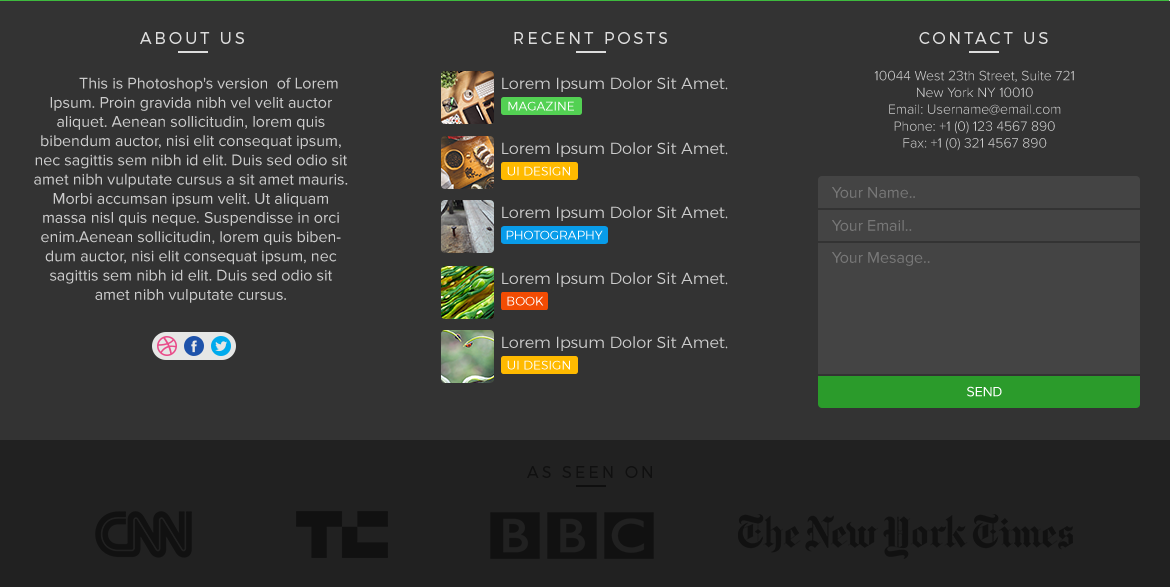 ABOUT US
This is Photoshop's version of Lorem
Ipsum. Proin gravida nibh vel velit auctor
aliquet. Aenean sollicitudin, lorem quis
bibendum auctor, nisi elit consequat ipsum,
nec sagittis sem nibh id elit. Duis sed odio sit
amet nibh vulputate cursus a sit amet mauris.
Morbi accumsan ipsum velit. Ut aliquam
massa nisl quis neque. Suspendisse in orci
enim.Aenean sollicitudin, lorem quis biben-
dum auctor, nisi elit consequat ipsum, nec
sagittis sem nibh id elit. Duis sed odio sit
amet nibh vulputate cursus.
RECENT POSTS
Lorem Ipsum Dolor Sit Amet.
MAGAZINE
Lorem Ipsum Dolor Sit Amet.
UI DESIGN
Lorem Ipsum Dolor Sit Amet.
PHOTOGRAPHY
Lorem Ipsum Dolor Sit Amet.
BOOK
Lorem Ipsum Dolor Sit Amet.
UI DESIGN
CONTACT US
10044 West 23th Street, Suite 721
New York NY 10010
Email: Username@email.com
Phone: +1 (0) 123 4567 890
Fax: +1 (0) 321 4567 890
Your Name..
Your Email..
Your Mesage..
SEND
AS SEEN ON
CNN
TC
BBC
The New York Times